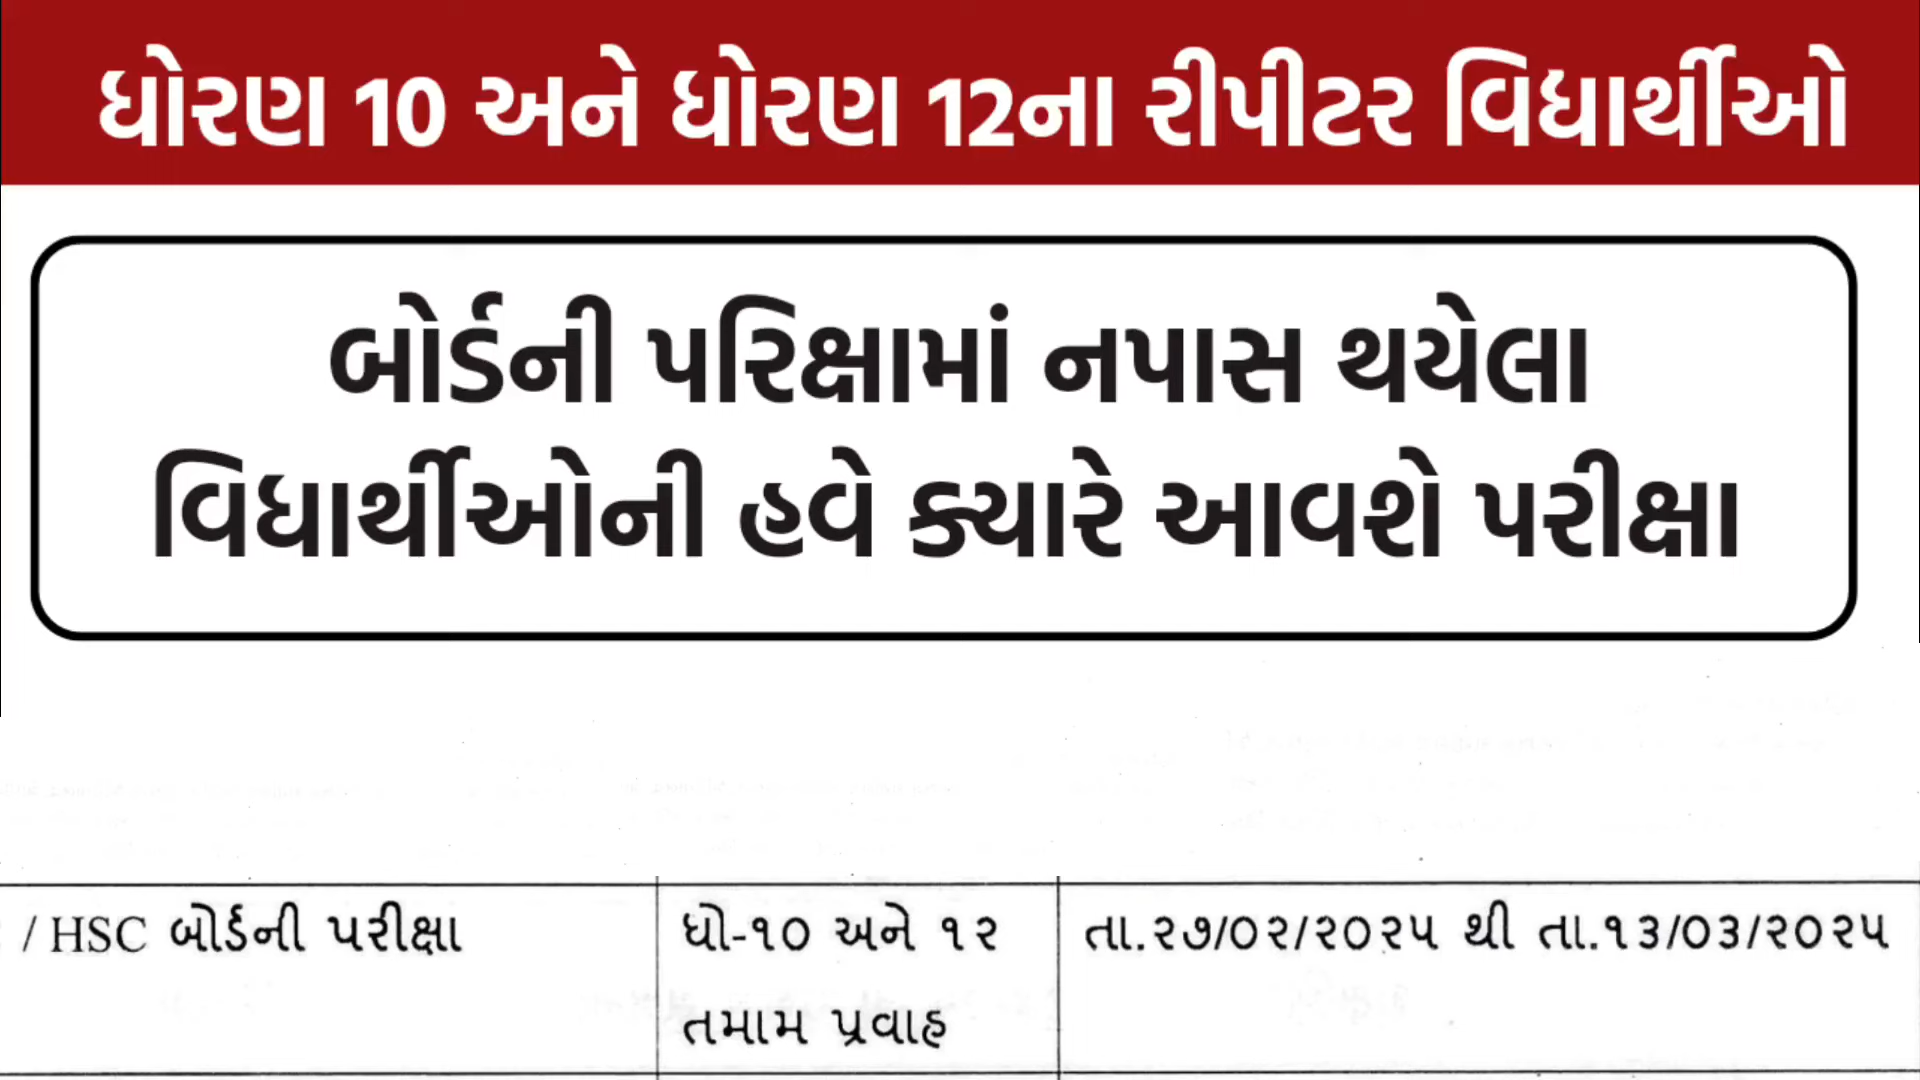 ધોરણ 10 અને ધોરણ 12ના રીપીટર વિદ્યાર્થીઓ
બોર્ડની પરિક્ષામાં નપાસ થયેલા
વિદ્યાર્થીઓની હવે ક્યારે આવશે પરીક્ષા
/ HSC બોર્ડની પરીક્ષા
ધો-૧૦ અને ૧૨
તા.૨૭/૦૨/૨૦૨૫ થી તા.૧૩/૦૩/૨૦૨૫
તમામ પ્રવાહ